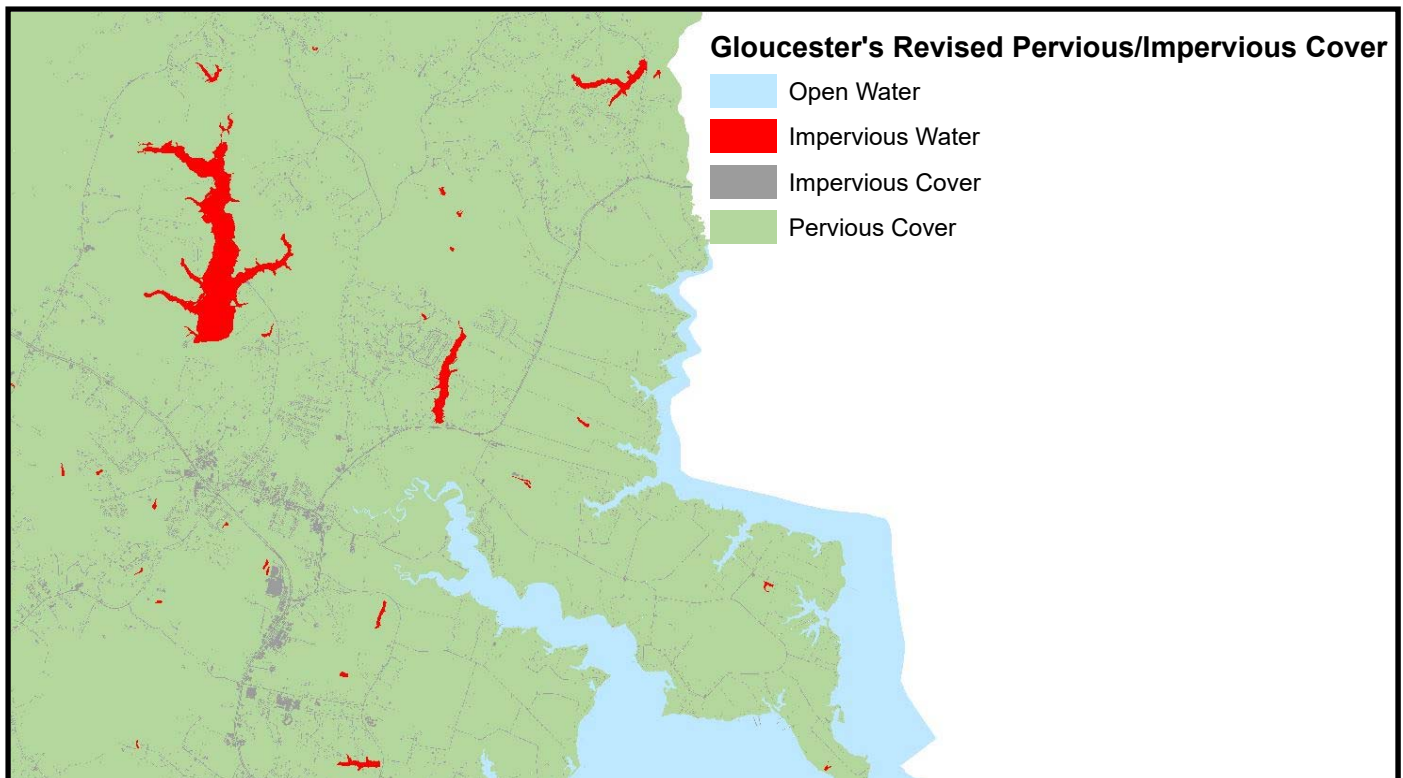 Gloucester's Revised Pervious/Impervious Cover
Open Water
Impervious Water
Impervious Cover
Pervious Cover